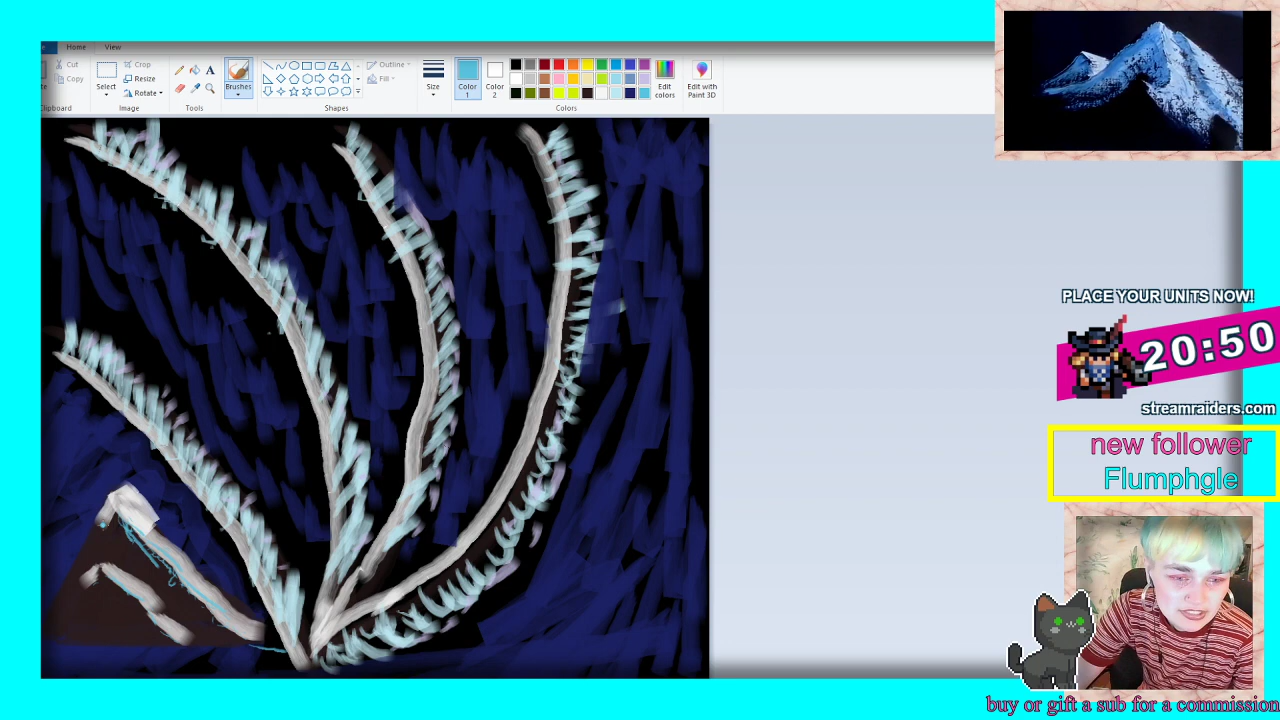 Home View
Cut
Copy
Clipboard
Select
Crop
Resize
Rotate
Image
A
Tools
Brushes
Outline
Fill
Shapes
Size
Color 1
Color 2
Edit colors
Colors
Edit with Paint 3D
PLACE YOUR UNITS NOW!
20:50
streamraiders.com
new follower
Flumphgle
buy or gift a sub for a commission